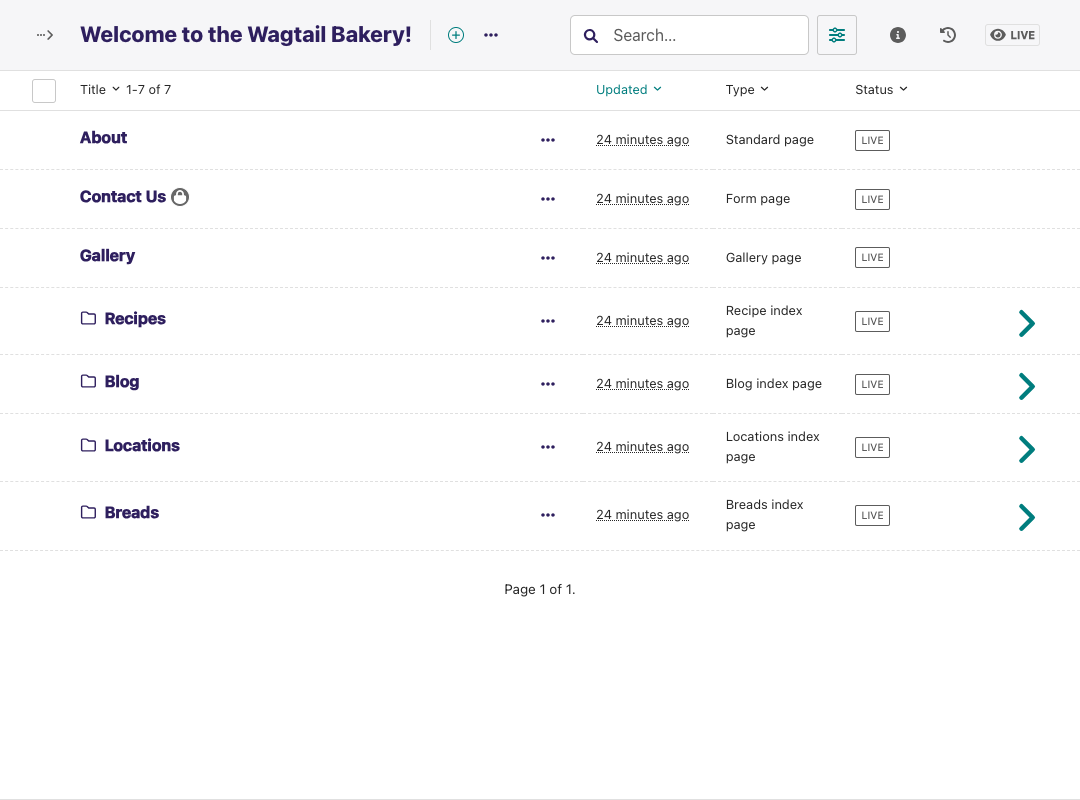 Welcome to the Wagtail Bakery!
Search...
LIVE
Title 1-7 of 7
Updated
Type
Status
About
24 minutes ago
Standard page
LIVE
Contact Us
24 minutes ago
Form page
LIVE
Gallery
24 minutes ago
Gallery page
LIVE
Recipes
24 minutes ago
Recipe index
page
LIVE
Blog
24 minutes ago
Blog index page
LIVE
Locations
24 minutes ago
Locations index
page
LIVE
Breads
24 minutes ago
Breads index
page
LIVE
Page 1 of 1.